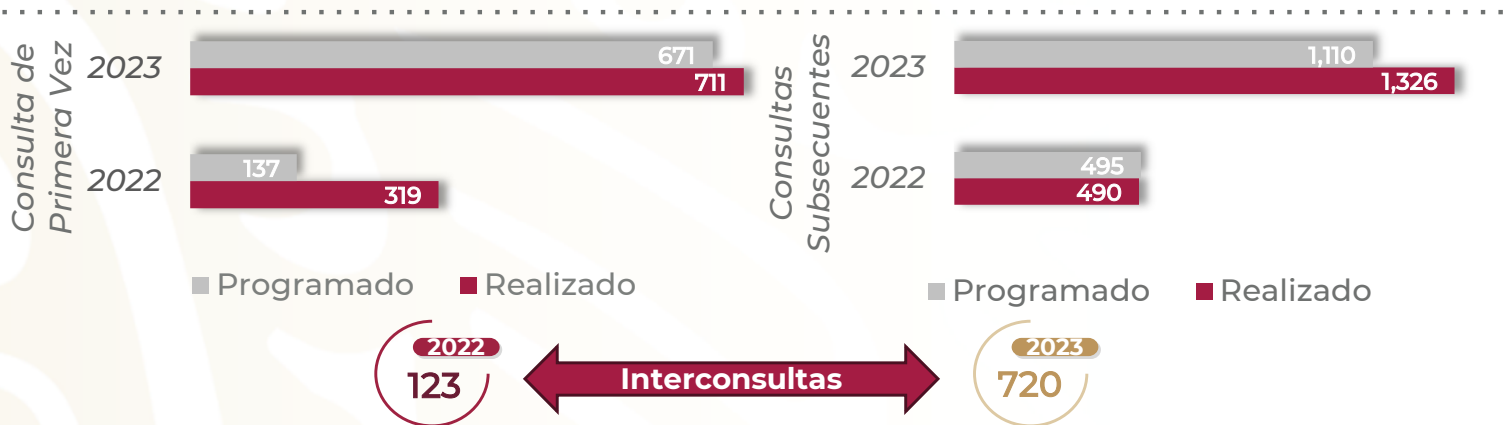 Consulta de
Primera Vez
2023
671
711
2022
137
319
Programado
Realizado
Consultas
Subsecuentes
2023
1,110
1,326
2022
495
490
Programado
Realizado
2022
123
Interconsultas
2023
720